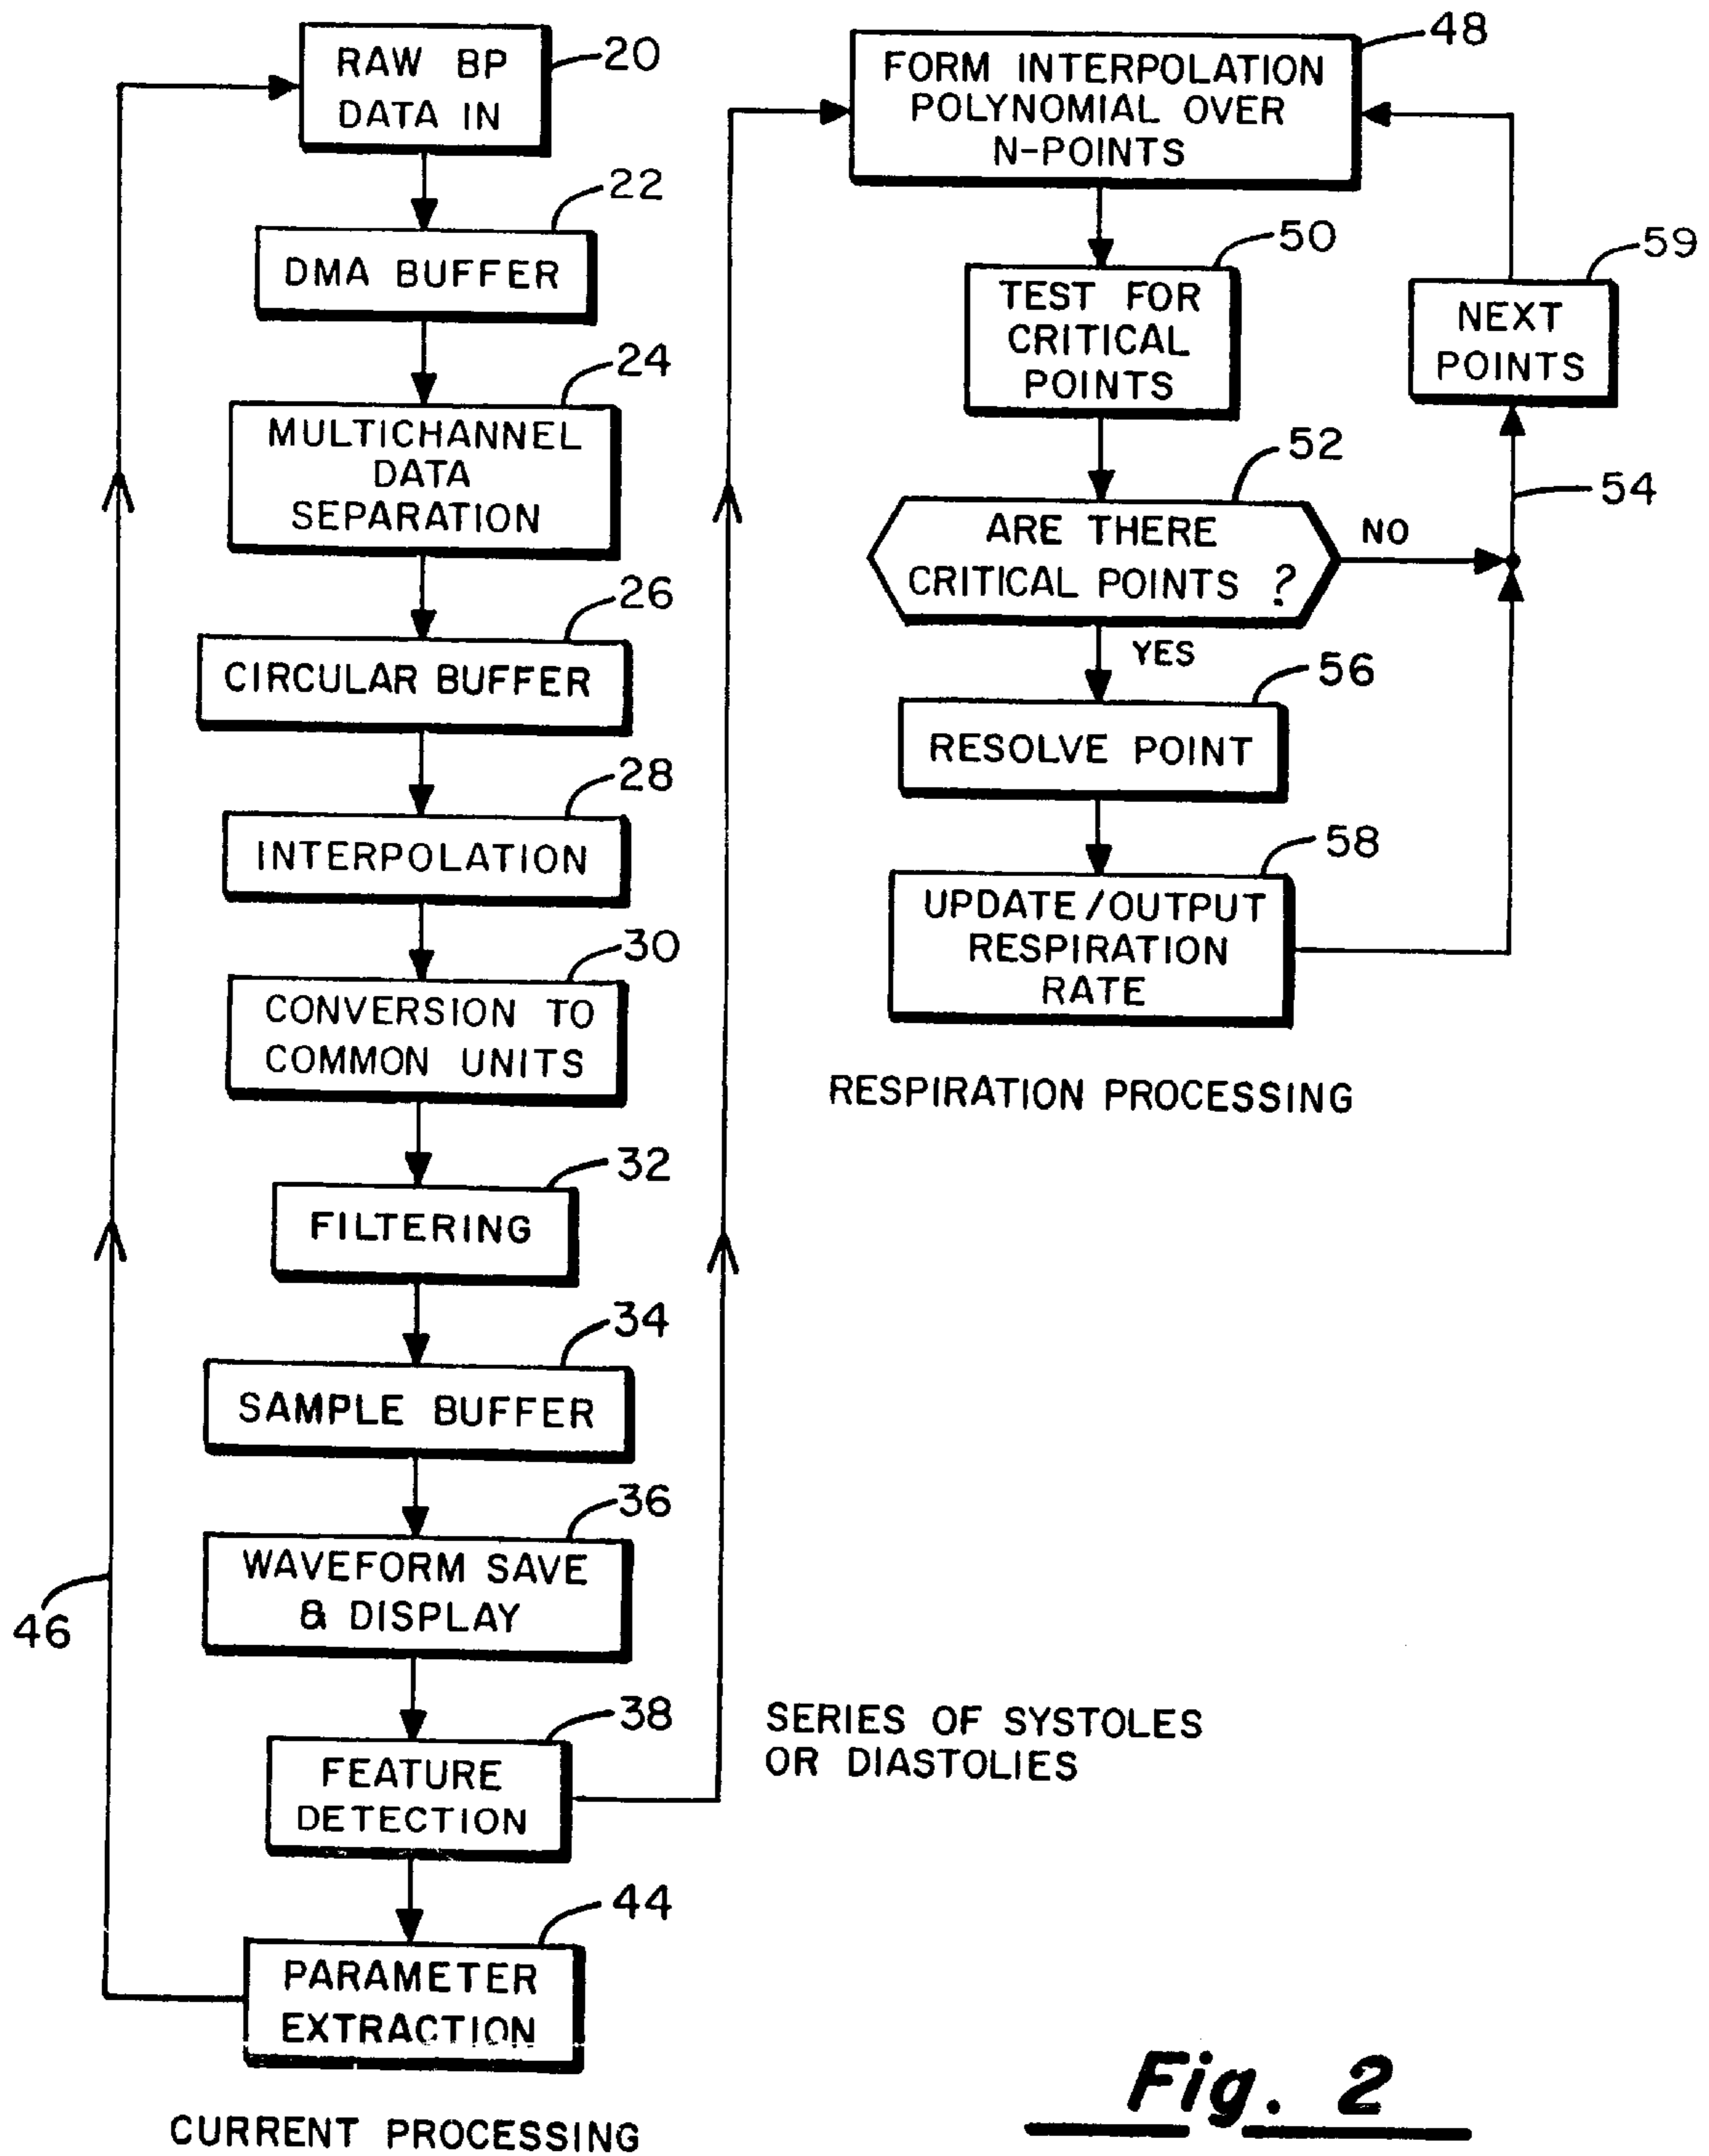 RAW BP
DATA IN
20
DMA BUFFER
22
MULTICHANNEL
DATA
SEPARATION
24
CIRCULAR BUFFER
26
INTERPOLATION
28
CONVERSION TO
COMMON UNITS
30
FILTERING
32
SAMPLE BUFFER
34
WAVEFORM SAVE
& DISPLAY
36
FEATURE
DETECTION
38
PARAMETER
EXTRACTION
44
46
CURRENT PROCESSING
FORM INTERPOLATION
POLYNOMIAL OVER
N-POINTS
48
TEST FOR
CRITICAL
POINTS
50
ARE THERE
CRITICAL POINTS ?
52
NO
YES
54
NEXT
POINTS
59
RESOLVE POINT
56
UPDATE/OUTPUT
RESPIRATION
RATE
58
RESPIRATION PROCESSING
SERIES OF SYSTOLES
OR DIASTOLIES
Fig. 2